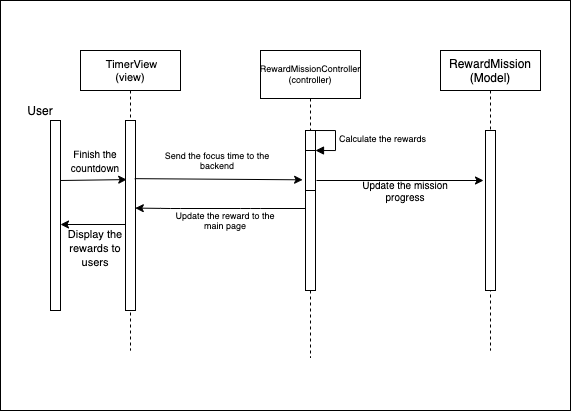 TimerView
(view)
RewardMissionController
(controller)
RewardMission
(Model)
User
Calculate the rewards
Finish the
countdown
Send the focus time to the
backend
Update the mission
progress
Update the reward to the
main page
Display the
rewards to
users